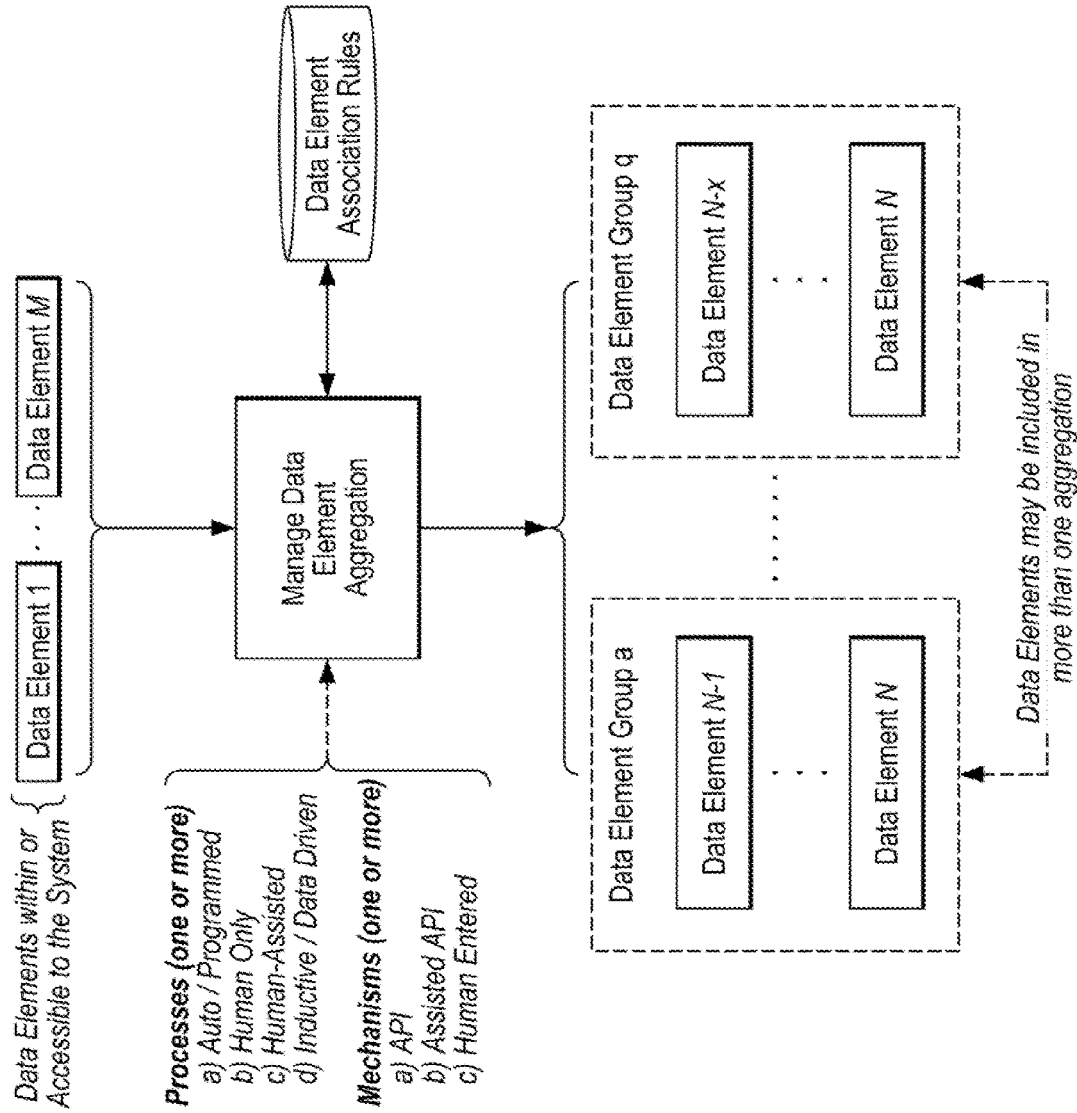 Data Elements within or
Accessible to the System
Data Element 1
. . .
Data Element M
Processes (one or more)
a) Auto / Programmed
b) Human Only
c) Human-Assisted
d) Inductive / Data Driven
Mechanisms (one or more)
a) API
b) Assisted API
c) Human Entered
Manage Data
Element
Aggregation
Data Element
Association Rules
Data Element Group a
Data Element N-1
. . .
Data Element N
. . . . . .
Data Element Group q
Data Element N-x
. . .
Data Element N
Data Elements may be included in
more than one aggregation